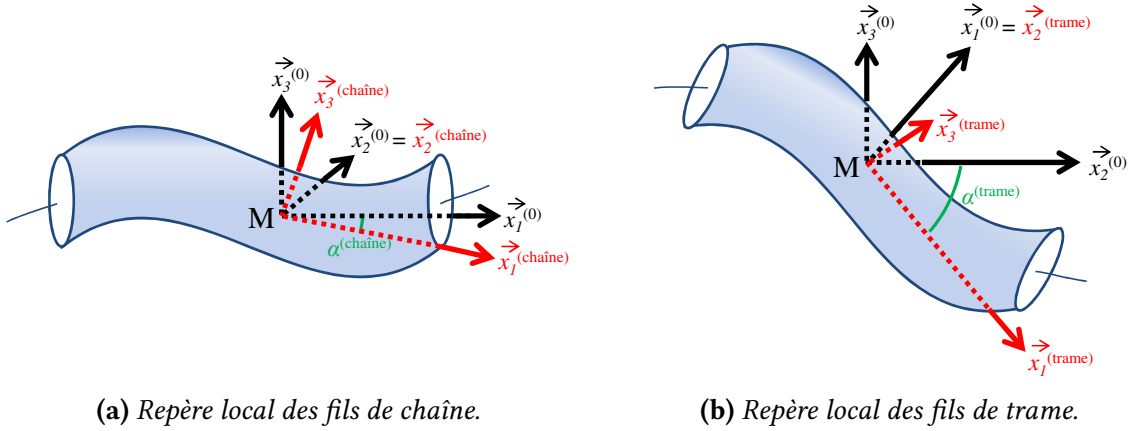 x₃⁽⁰⁾
x₃⁽ᶜʰᵃîⁿᵉ⁾
x₂⁽⁰⁾ = x₂⁽ᶜʰᵃîⁿᵉ⁾
M
x₁⁽⁰⁾
α⁽ᶜʰᵃîⁿᵉ⁾
x₁⁽ᶜʰᵃîⁿᵉ⁾
(a) Repère local des fils de chaîne.
x₃⁽⁰⁾
x₁⁽⁰⁾ = x₂⁽ᵗʳᵃᵐᵉ⁾
x₃⁽ᵗʳᵃᵐᵉ⁾
M
x₂⁽⁰⁾
α⁽ᵗʳᵃᵐᵉ⁾
x₁⁽ᵗʳᵃᵐᵉ⁾
(b) Repère local des fils de trame.